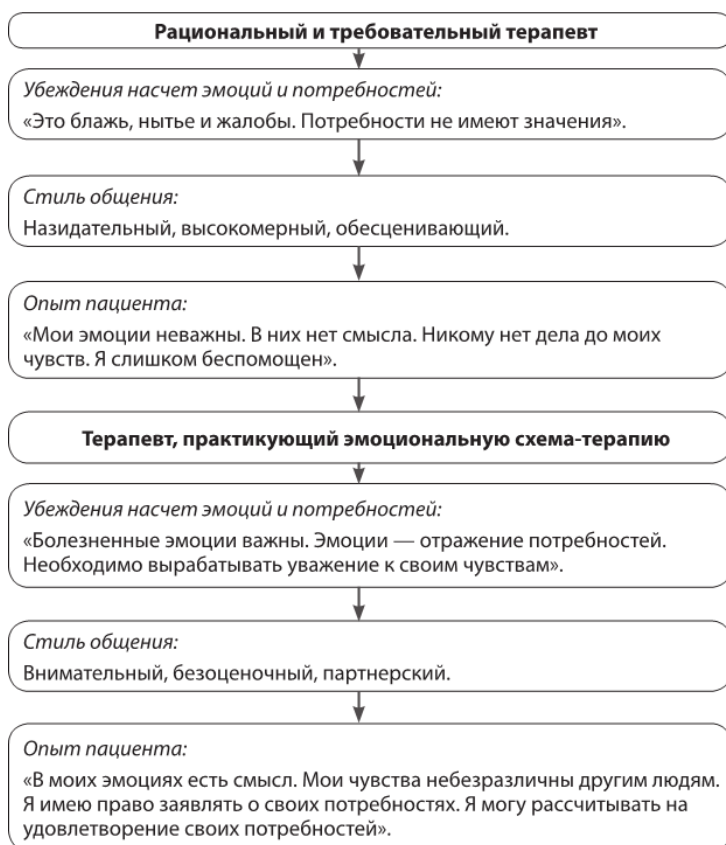 Рациональный и требовательный терапевт
Убеждения насчет эмоций и потребностей:
«Это блажь, нытье и жалобы. Потребности не имеют значения».
Стиль общения:
Назидательный, высокомерный, обесценивающий.
Опыт пациента:
«Мои эмоции неважны. В них нет смысла. Никому нет дела до моих
чувств. Я слишком беспомощен».
Терапевт, практикующий эмоциональную схема-терапию
Убеждения насчет эмоций и потребностей:
«Болезненные эмоции важны. Эмоции — отражение потребностей.
Необходимо вырабатывать уважение к своим чувствам».
Стиль общения:
Внимательный, безоценочный, партнерский.
Опыт пациента:
«В моих эмоциях есть смысл. Мои чувства небезразличны другим людям.
Я имею право заявлять о своих потребностях. Я могу рассчитывать на
удовлетворение своих потребностей».